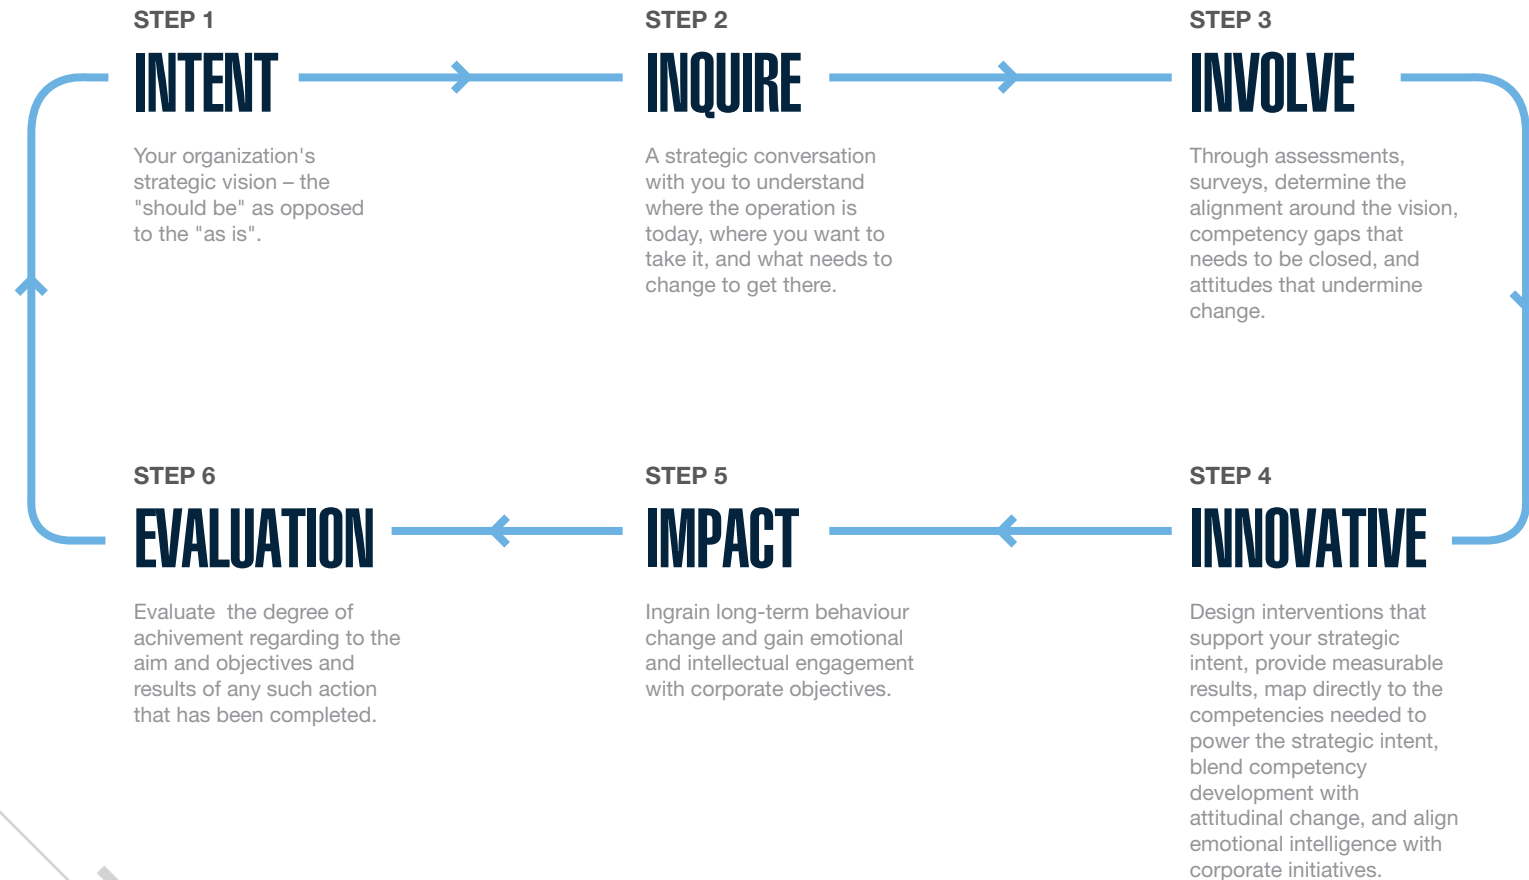 STEP 1
INTENT
Your organization's
strategic vision – the
"should be" as opposed
to the "as is".
STEP 2
INQUIRE
A strategic conversation
with you to understand
where the operation is
today, where you want to
take it, and what needs to
change to get there.
STEP 3
INVOLVE
Through assessments,
surveys, determine the
alignment around the vision,
competency gaps that
needs to be closed, and
attitudes that undermine
change.
STEP 4
INNOVATIVE
Design interventions that
support your strategic
intent, provide measurable
results, map directly to the
competencies needed to
power the strategic intent,
blend competency
development with
attitudinal change, and align
emotional intelligence with
corporate initiatives.
STEP 5
IMPACT
Ingrain long-term behaviour
change and gain emotional
and intellectual engagement
with corporate objectives.
STEP 6
EVALUATION
Evaluate  the degree of
achivement regarding to the
aim and objectives and
results of any such action
that has been completed.